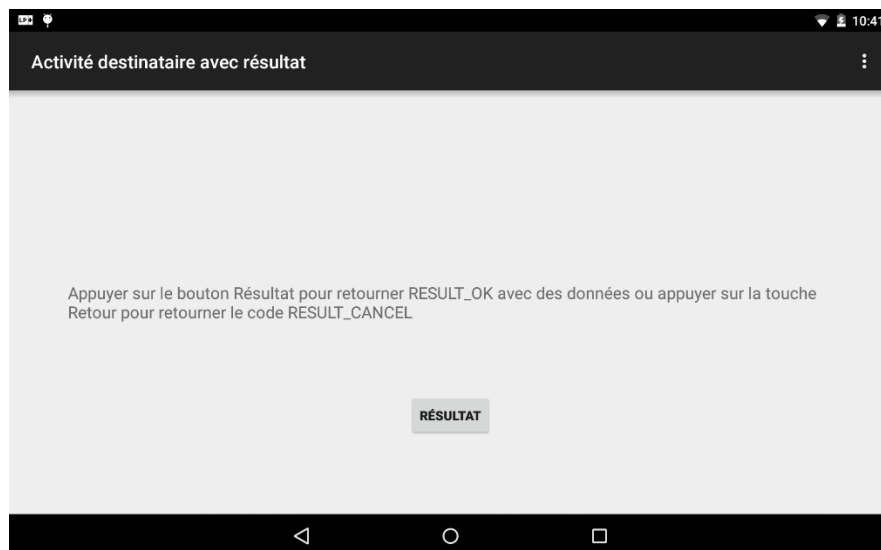 10:41
Activité destinataire avec résultat
Appuyer sur le bouton Résultat pour retourner RESULT_OK avec des données ou appuyer sur la touche
Retour pour retourner le code RESULT_CANCEL
RÉSULTAT